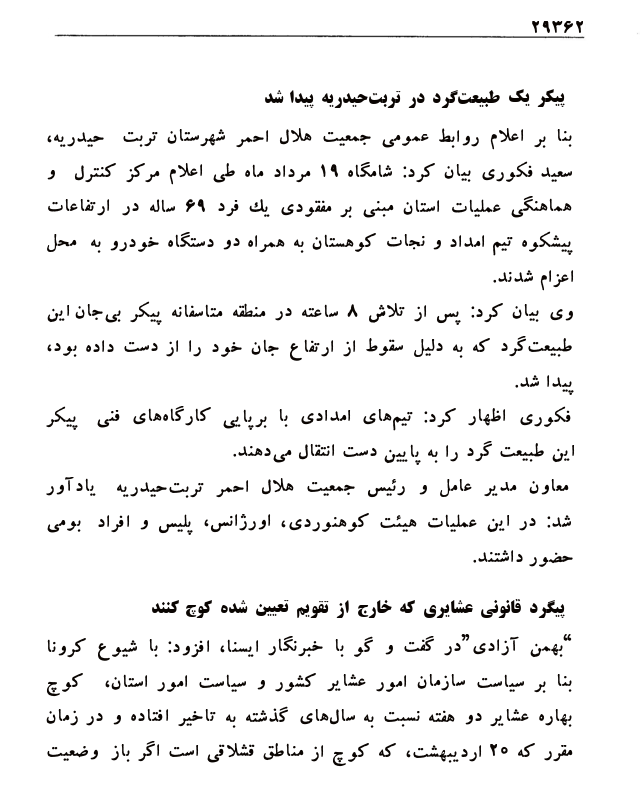 ۲۹۳۶۲
پیکر یک طبیعت‌گرد در تربت‌حیدریه پیدا شد
بنا بر اعلام روابط عمومی جمعیت هلال احمر شهرستان تربت حیدریه،
سعید فکوری بیان کرد: شامگاه ۱۹ مرداد ماه طی اعلام مرکز کنترل و
هماهنگی عملیات استان مبنی بر مفقودی یك فرد ۶۹ ساله در ارتفاعات
پیشکوه تیم امداد و نجات کوهستان به همراه دو دستگاه خودرو به محل
اعزام شدند.
وی بیان کرد: پس از تلاش ۸ ساعته در منطقه متاسفانه پیکر بی‌جان این
طبیعت‌گرد که به دلیل سقوط از ارتفاع جان خود را از دست داده بود،
پیدا شد.
فکوری اظهار کرد: تیم‌های امدادی با برپایی کارگاه‌های فنی پیکر
این طبیعت گرد را به پایین دست انتقال می‌دهند.
معاون مدیر عامل و رئیس جمعیت هلال احمر تربت‌حیدریه یادآور
شد: در این عملیات هیئت کوهنوردی، اورژانس، پلیس و افراد بومی
حضور داشتند.
پیگرد قانونی عشایری که خارج از تقویم تعیین شده کوچ کنند
“بهمن آزادی”در گفت و گو با خبرنگار ایسنا، افزود: با شیوع کرونا
بنا بر سیاست سازمان امور عشایر کشور و سیاست امور استان، کوچ
بهاره عشایر دو هفته نسبت به سال‌های گذشته به تاخیر افتاده و در زمان
مقرر که ۲۰ اردیبهشت، که کوچ از مناطق قشلاقی است اگر باز وضعیت